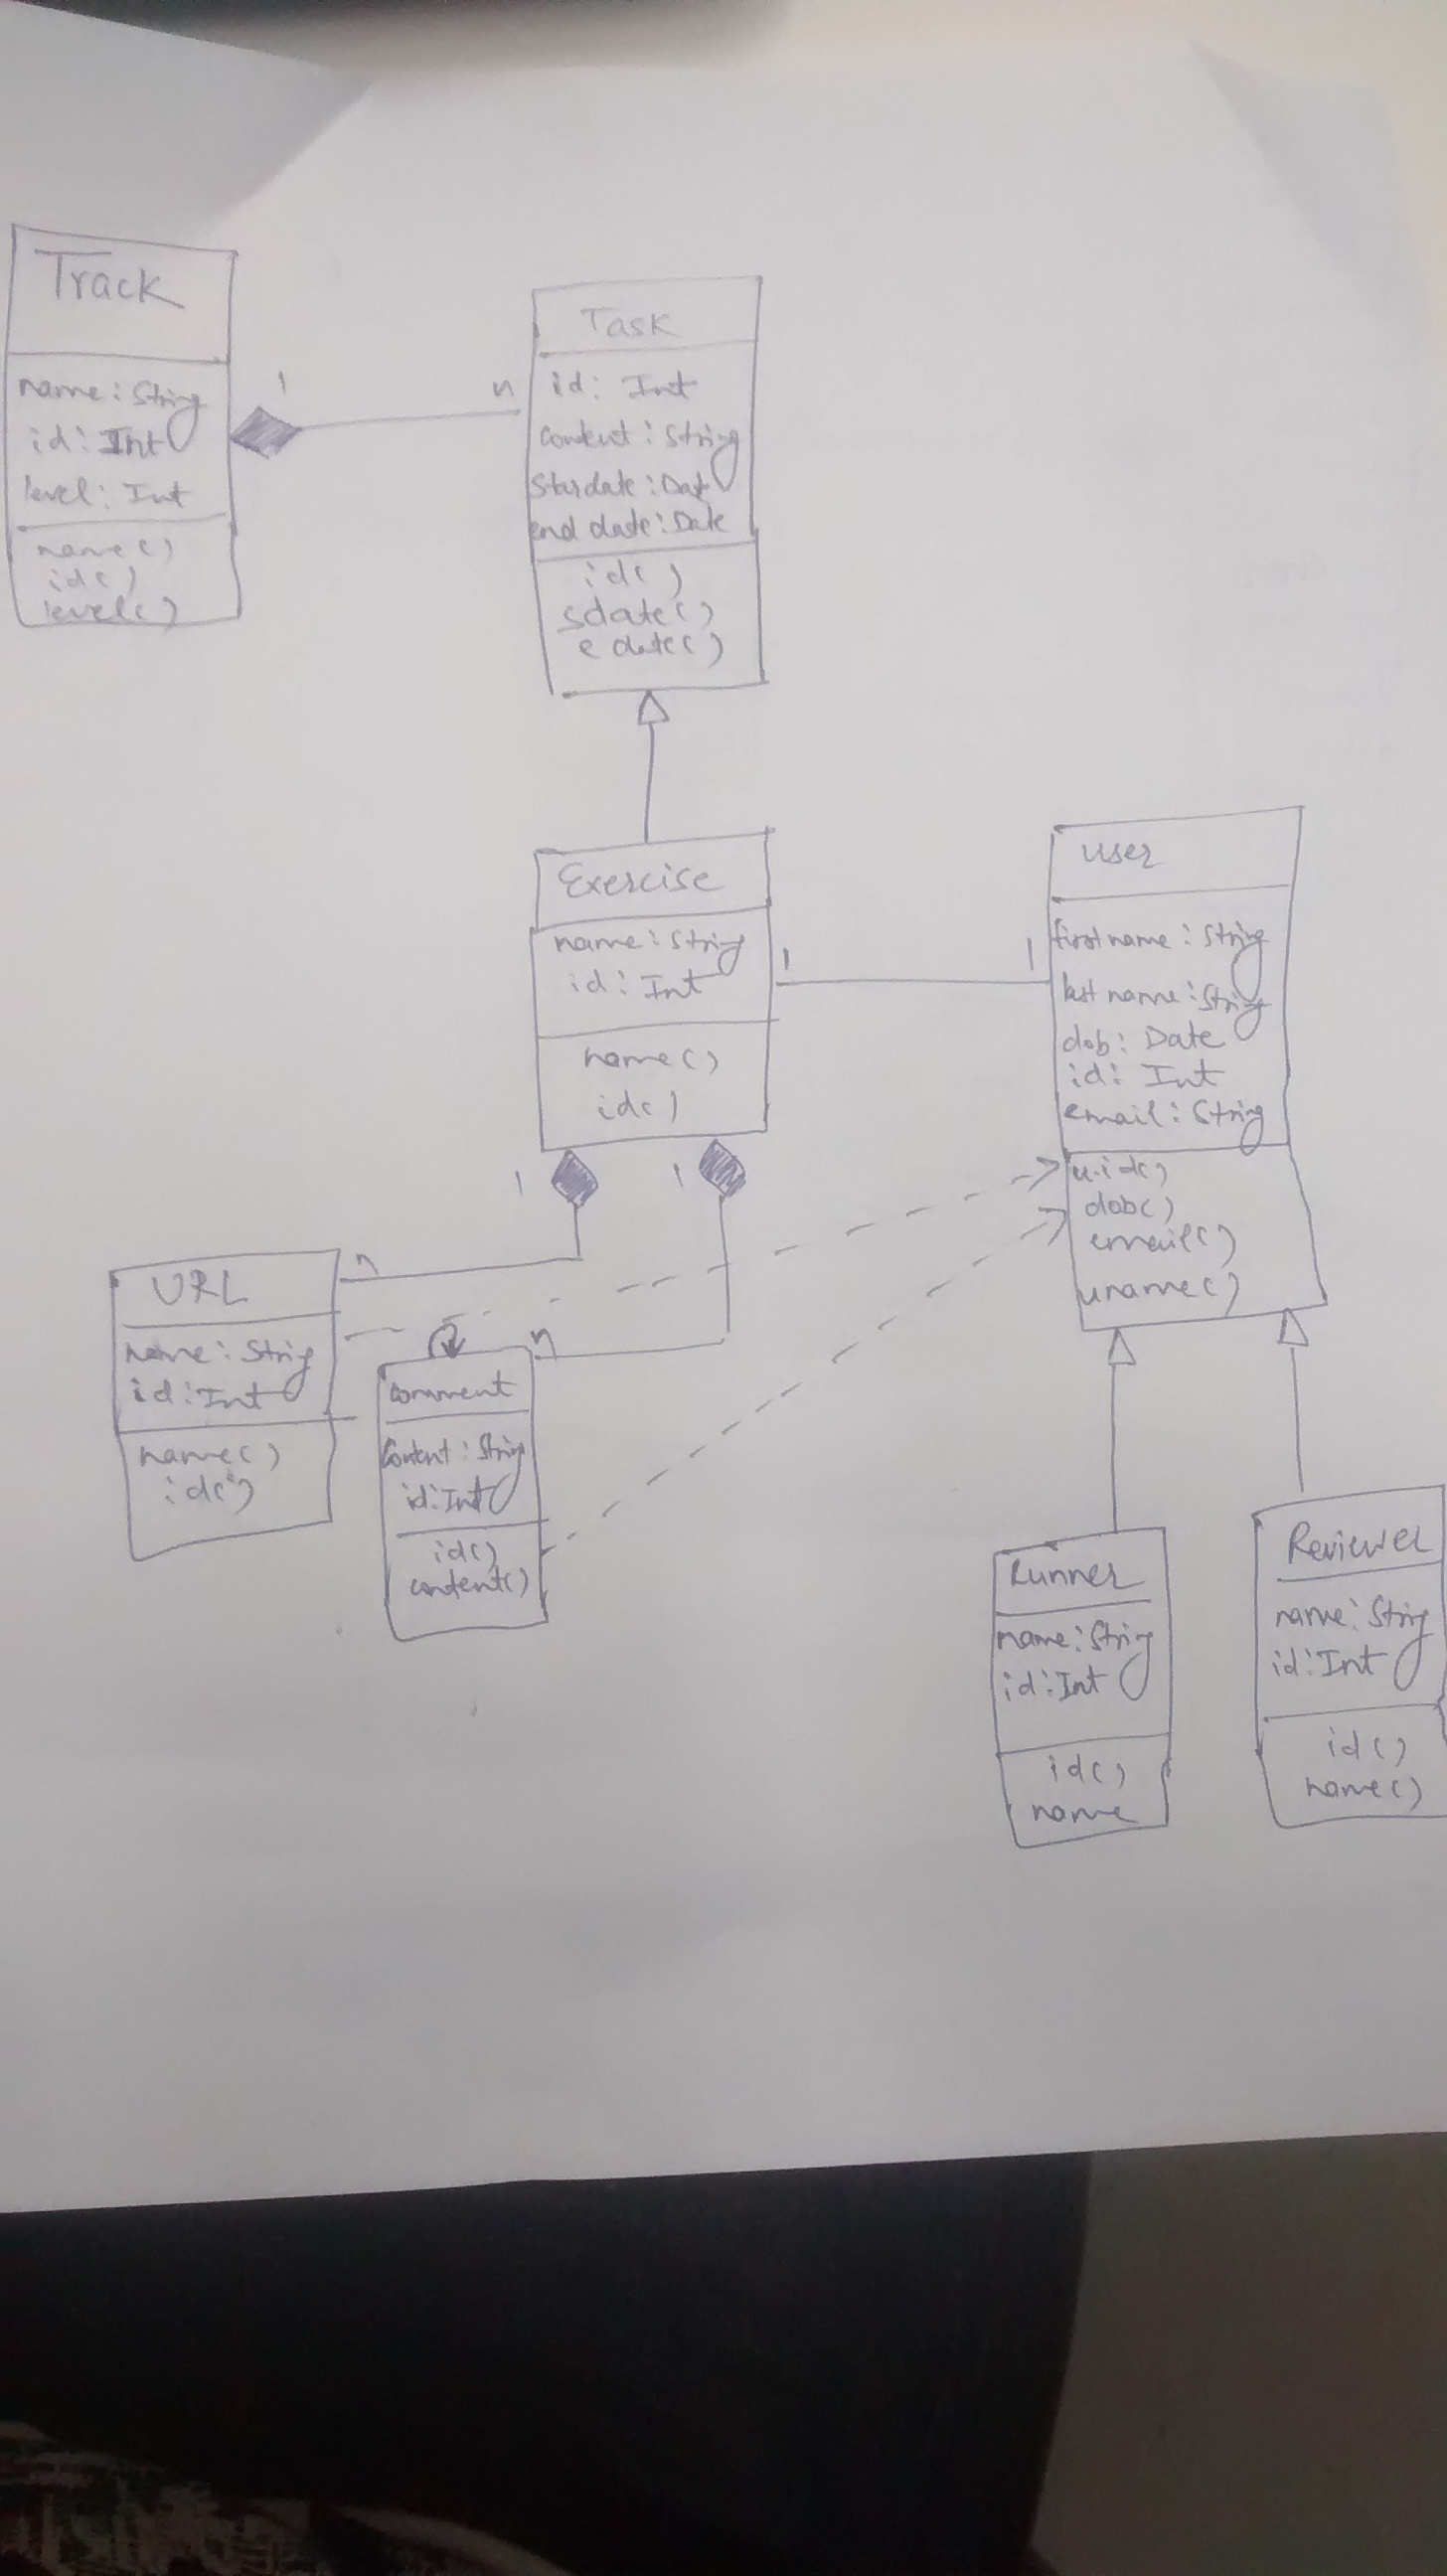 Track
name: String
id: Int
level: Int
name()
id()
level()
1
n
Task
id: Int
Content: String
Stardate: Dat
end date: Date
id()
sdate()
e date()
Exercise
name: String
id: Int
name()
id()
1
1
user
first name: String
last name: String
dob: Date
id: Int
email: String
u.id()
dob()
email()
uname()
1
1
n
n
URL
name: String
id: Int
name()
id()
comment
Content: String
id: Int
id()
content()
Runner
name: String
id: Int
id()
name
Reviewer
name: String
id: Int
id()
name()